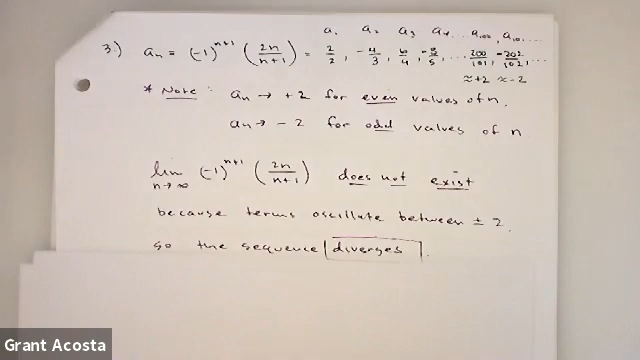 a₁ a₂ a₃ a₄ ... a₁₀₀, a₁₀₁, ...
3.) aₙ = (-1)ⁿ⁺¹ (2n/n+1) = 2/2, -4/3, 6/4, -8/5, ... 200/101, -202/102, ...
≈+2 ≈-2
* Note: aₙ → +2 for even values of n.
aₙ → -2 for odd values of n
lim n→∞ (-1)ⁿ⁺¹ (2n/n+1) does not exist
because terms oscillate between ± 2.
so the sequence diverges.
Grant Acosta